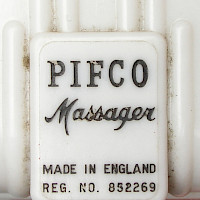 PIFCO
Massager
MADE IN ENGLAND
REG. NO. 852269